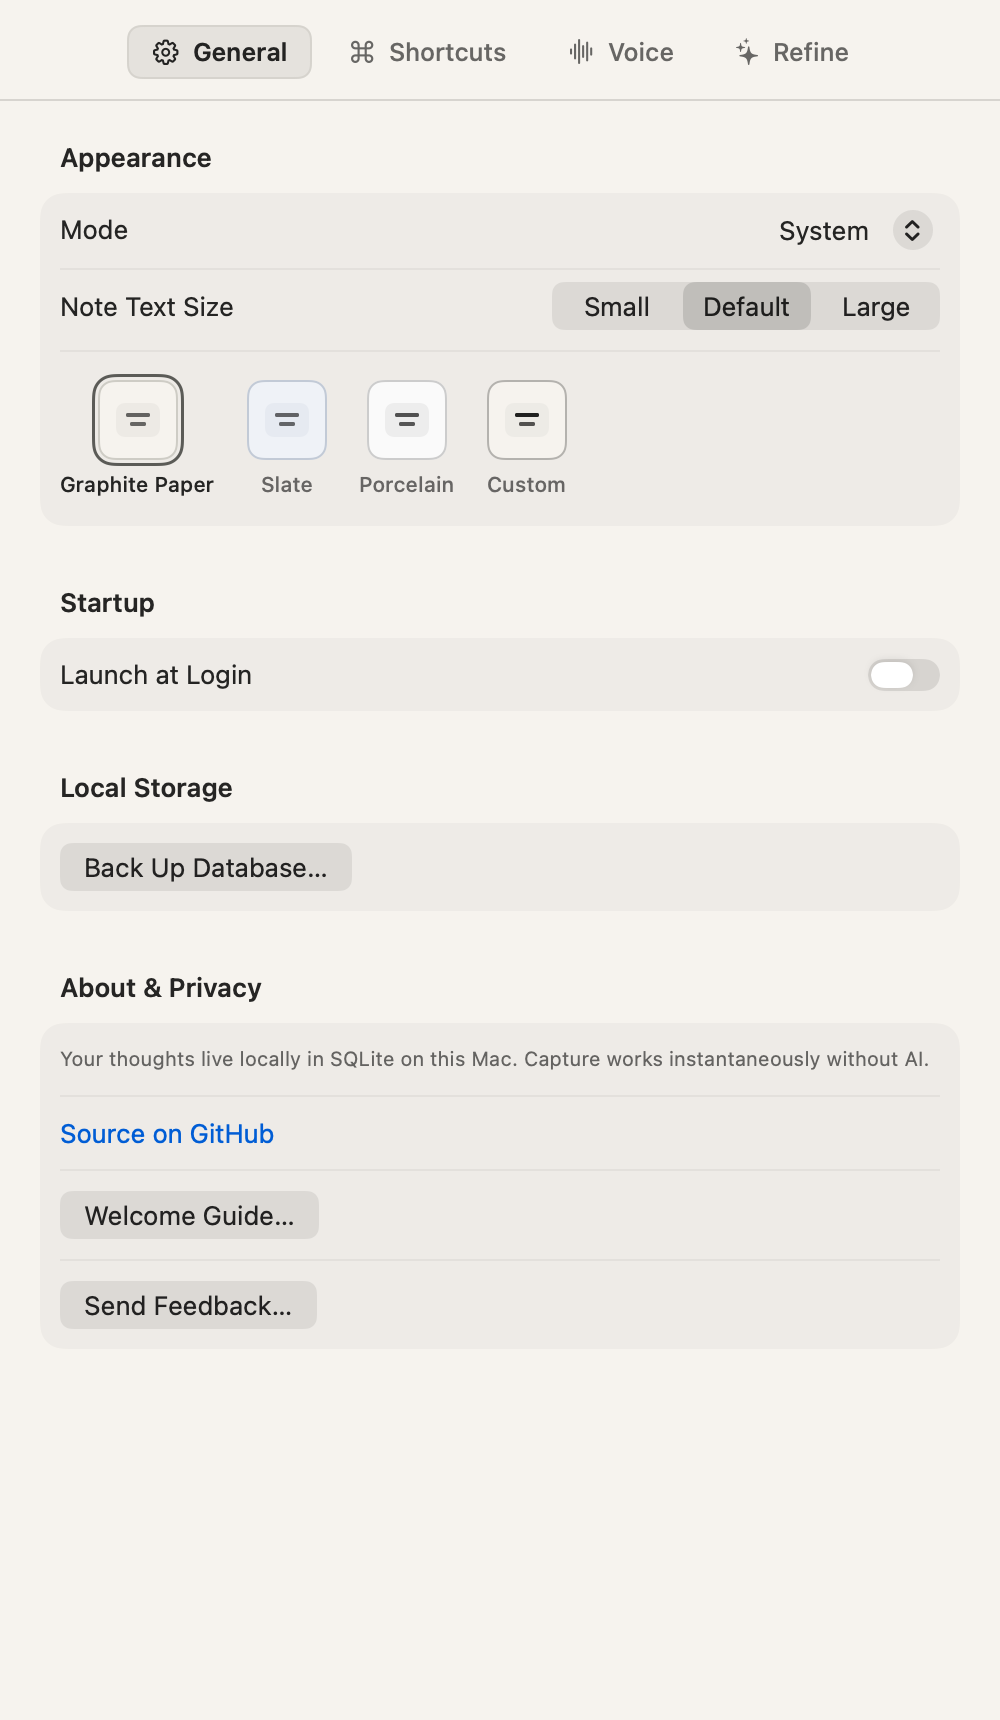 General Shortcuts Voice Refine
Appearance
Mode System
Note Text Size Small Default Large
Graphite Paper Slate Porcelain Custom
Startup
Launch at Login
Local Storage
Back Up Database...
About & Privacy
Your thoughts live locally in SQLite on this Mac. Capture works instantaneously without AI.
Source on GitHub
Welcome Guide...
Send Feedback...